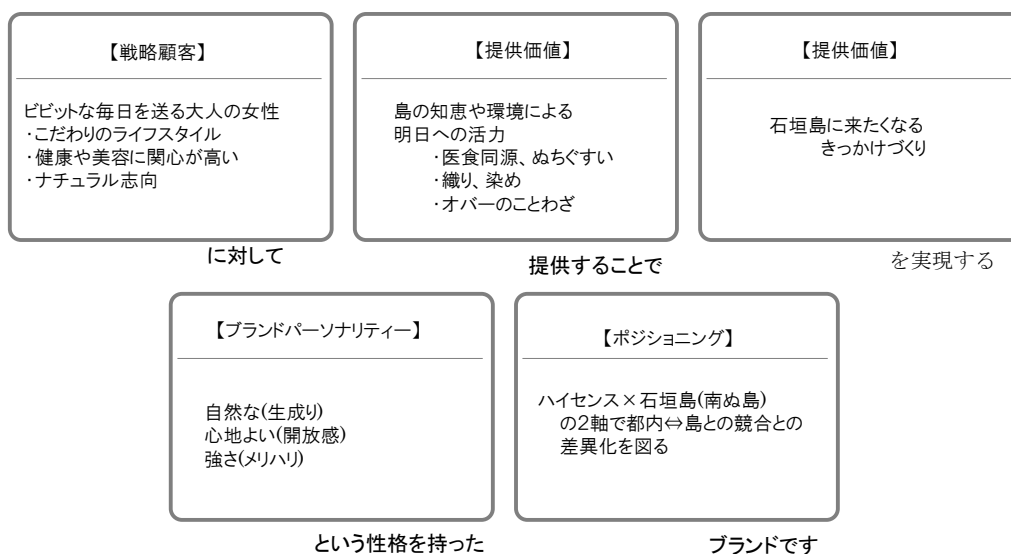 【戦略顧客】
ビビットな毎日を送る大人の女性
・こだわりのライフスタイル
・健康や美容に関心が高い
・ナチュラル志向
に対して
【提供価値】
島の知恵や環境による
明日への活力
・医食同源、ぬちぐすい
・織り、染め
・オバーのことわざ
提供することで
【提供価値】
石垣島に来たくなる
きっかけづくり
を実現する
【ブランドパーソナリティー】
自然な(生成り)
心地よい(開放感)
強さ(メリハリ)
という性格を持った
【ポジショニング】
ハイセンス×石垣島(南ぬ島)
の2軸で都内⇔島との競合との
差異化を図る
ブランドです